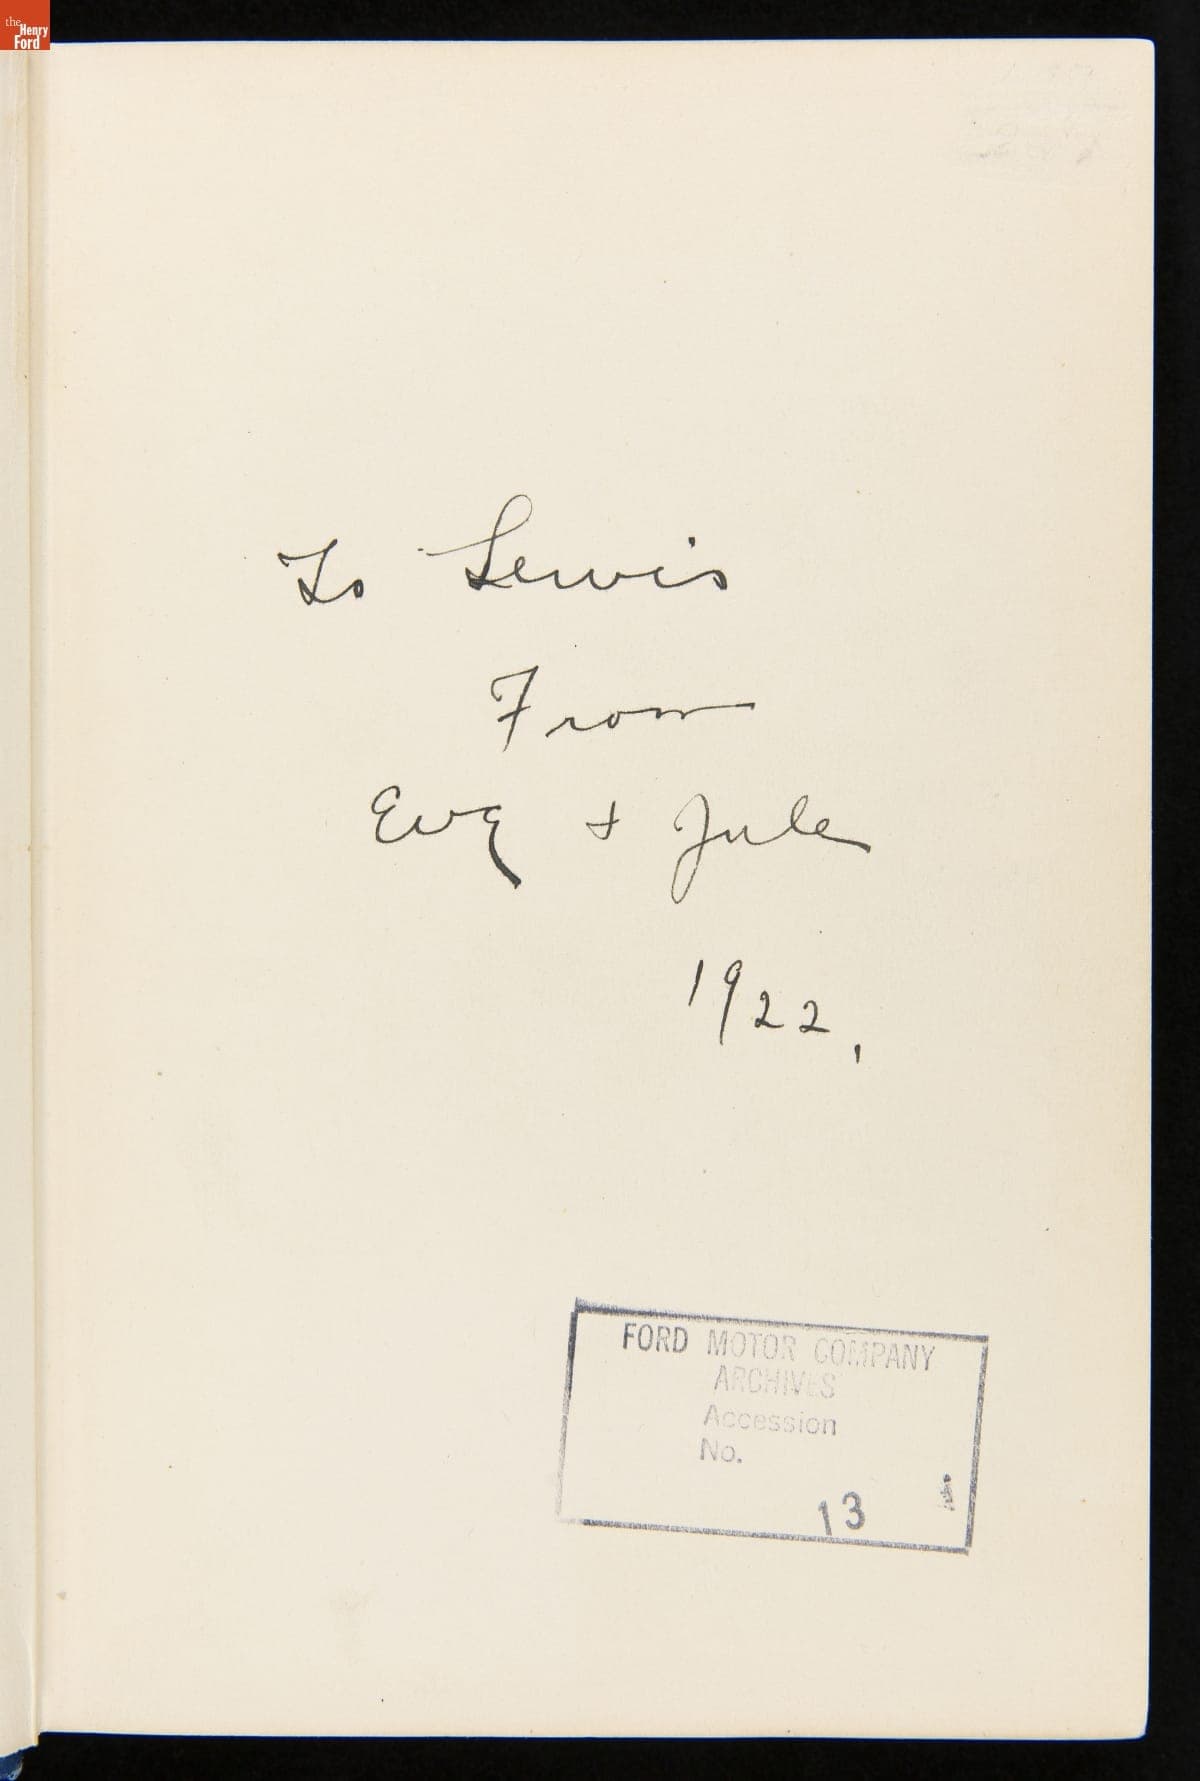 the
Henry
Ford
To Lewis
From
Eve + Jule
1922.
FORD MOTOR COMPANY
ARCHIVES
Accession
No.
13